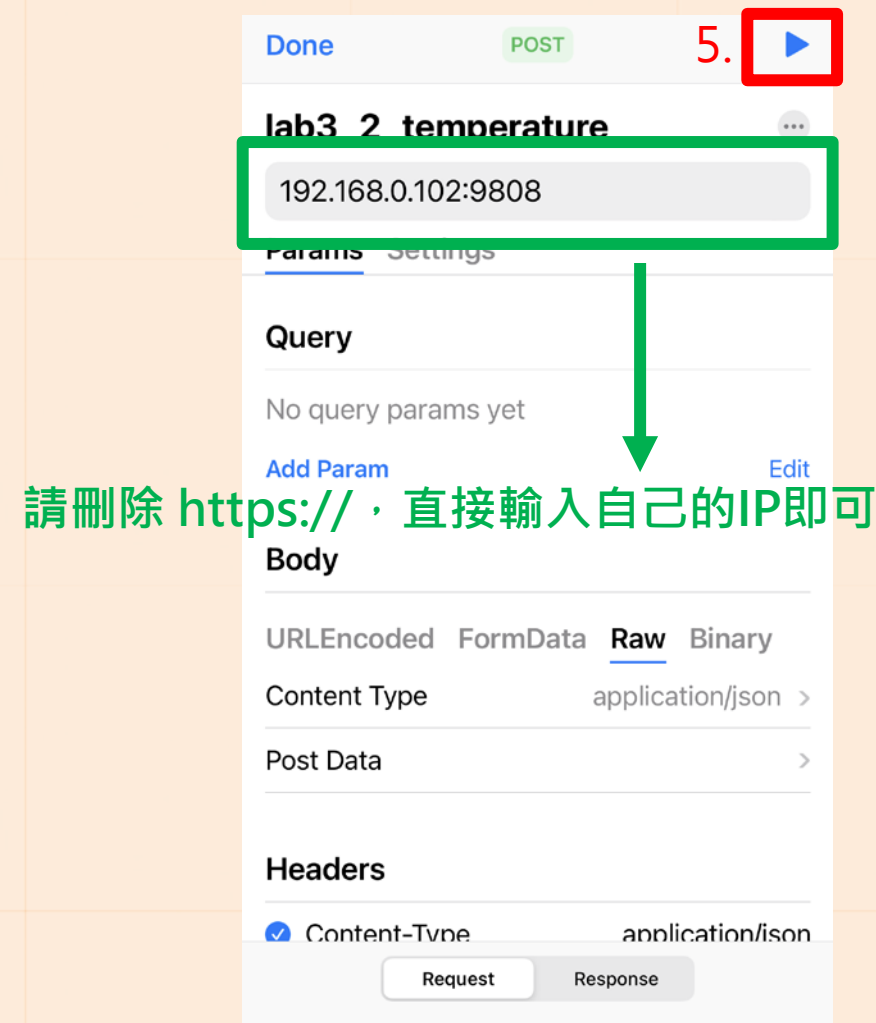 Done POST 5.
lab3_2_temperature
192.168.0.102:9808
Params Settings
Query
No query params yet
Add Param Edit
請刪除 https://，直接輸入自己的IP即可
Body
URLEncoded FormData Raw Binary
Content Type application/json
Post Data
Headers
Content-Type application/json
Request Response